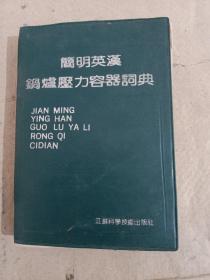 簡明英漢
鍋爐壓力容器詞典
JIAN MING
YING HAN
GUO LU YA LI
RONG QI
CIDIAN
江蘇科學技術出版社